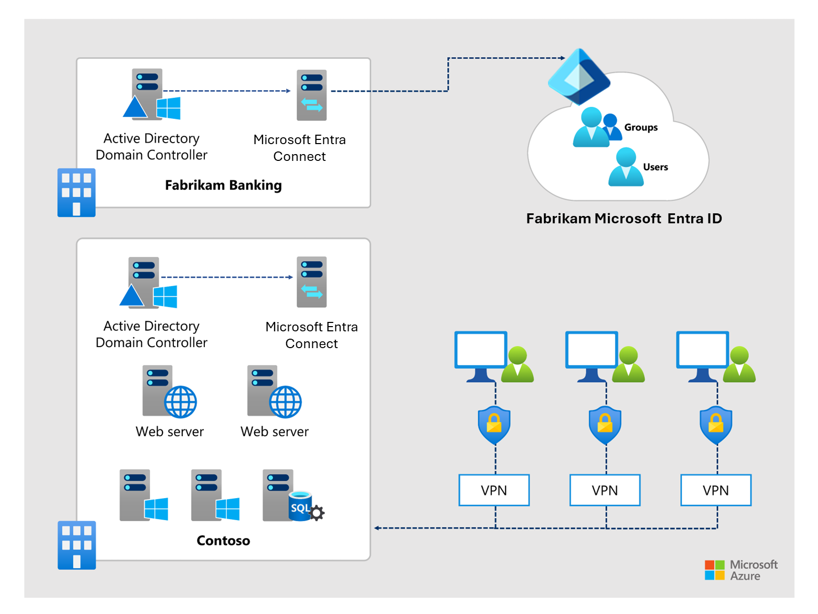 Active Directory
Domain Controller
Microsoft Entra
Connect
Fabrikam Banking
Groups
Users
Fabrikam Microsoft Entra ID
Active Directory
Domain Controller
Microsoft Entra
Connect
Web server
Web server
SQL
Contoso
VPN
VPN
VPN
Microsoft
Azure